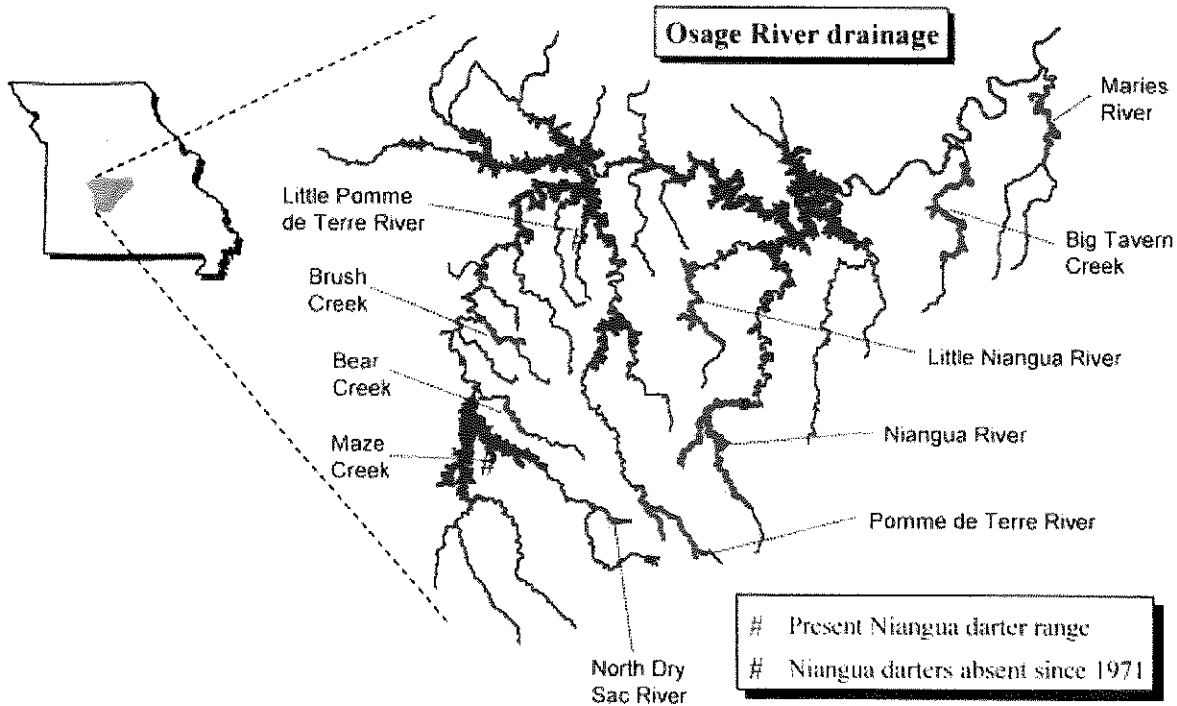 Osage River drainage
Maries
River
Little Pomme
de Terre River
Big Tavern
Creek
Brush
Creek
Little Niangua River
Bear
Creek
Niangua River
Maze
Creek
#
#
Pomme de Terre River
# Present Niangua darter range
# Niangua darters absent since 1971
North Dry
Sac River